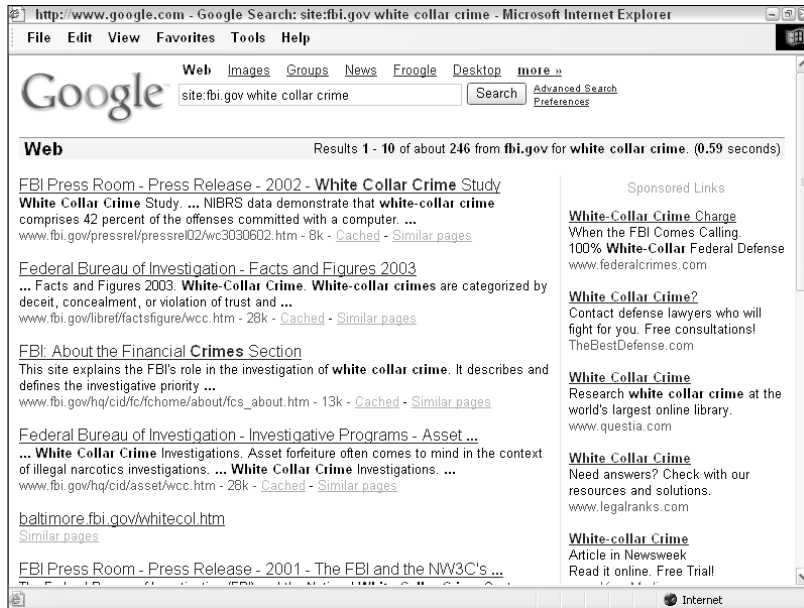 http://www.google.com - Google Search: site:fbi.gov white collar crime - Microsoft Internet Explorer
File Edit View Favorites Tools Help
Web Images Groups News Froogle Desktop more »
Google™
site:fbi.gov white collar crime
Search
Advanced Search
Preferences
Web
Results 1 - 10 of about 246 from fbi.gov for white collar crime. (0.59 seconds)
FBI Press Room - Press Release - 2002 - White Collar Crime Study
White Collar Crime Study. ... NIBRS data demonstrate that white-collar crime
comprises 42 percent of the offenses committed with a computer. ...
www.fbi.gov/pressrel/pressrel02/wc3030602.htm - 8k - Cached - Similar pages
Federal Bureau of Investigation - Facts and Figures 2003
... Facts and Figures 2003. White-Collar Crime. White-Collar crimes are categorized by
deceit, concealment, or violation of trust and ...
www.fbi.gov/libref/factsfigure/wcc.htm - 28k - Cached - Similar pages
FBI: About the Financial Crimes Section
This site explains the FBI's role in the investigation of white collar crime. It describes and
defines the investigative priority ...
www.fbi.gov/hq/cid/fc/fchome/about/fcs_about.htm - 13k - Cached - Similar pages
Federal Bureau of Investigation - Investigative Programs - Asset ...
... White Collar Crime Investigations. Asset forfeiture often comes to mind in the context
of illegal narcotics investigations. ... White Collar Crime Investigations. ...
www.fbi.gov/hq/cid/asset/wcc.htm - 28k - Cached - Similar pages
baltimore.fbi.gov/whitecol.htm
Similar pages
FBI Press Room - Press Release - 2001 - The FBI and the NW3C's ...
Sponsored Links
White-Collar Crime Charge
When the FBI Comes Calling.
100% White-Collar Federal Defense
www.federalcrimes.com
White Collar Crime?
Contact defense lawyers who will
fight for you. Free consultations!
TheBestDefense.com
White Collar Crime
Research white collar crime at the
world's largest online library.
www.questia.com
White Collar Crime
Need answers? Check with our
resources and solutions.
www.legalranks.com
White-collar Crime
Article in Newsweek
Read it online. Free Trial!
Internet